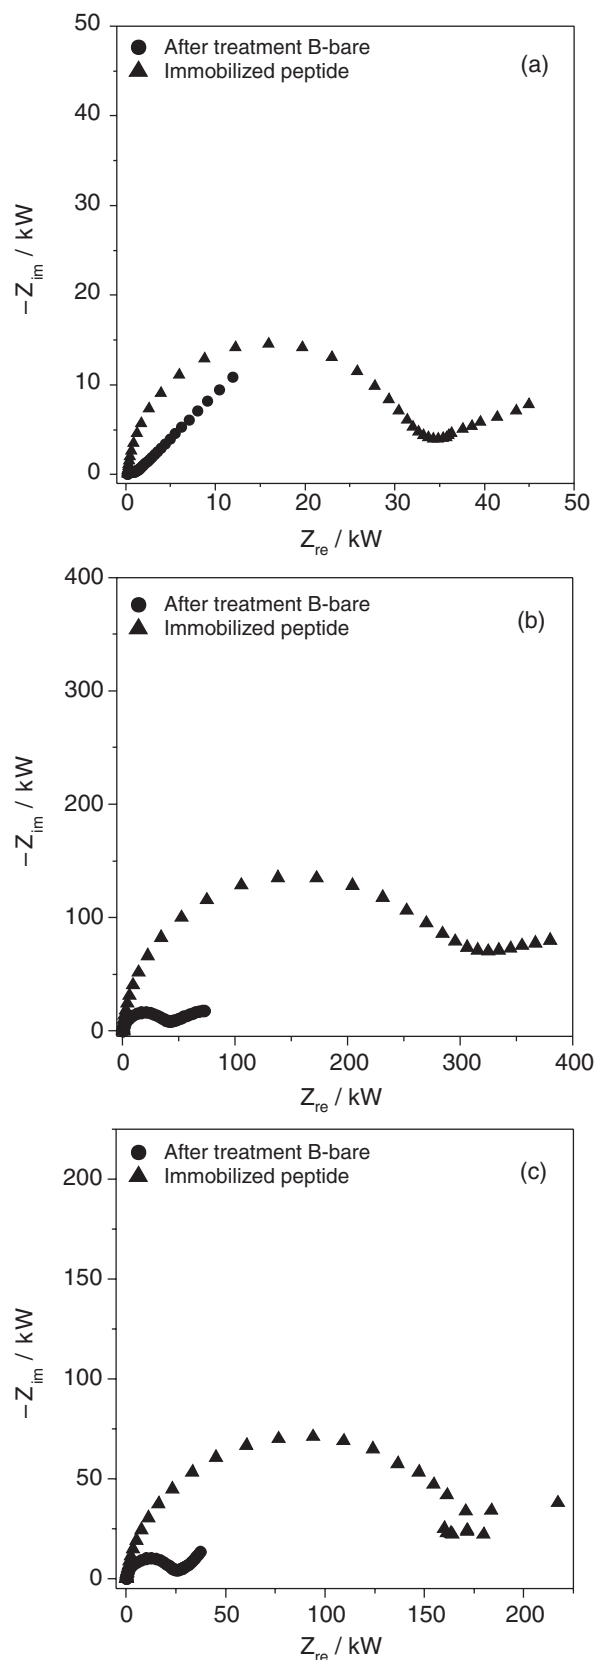 50
After treatment B-bare
(a)
Immobilized peptide
40
30
20
10
0
−Z_im / kW
0 10 20 30 40 50
Z_re / kW
400
After treatment B-bare
(b)
Immobilized peptide
300
200
100
0
−Z_im / kW
0 100 200 300 400
Z_re / kW
After treatment B-bare
(c)
Immobilized peptide
200
150
100
50
0
−Z_im / kW
0 50 100 150 200
Z_re / kW